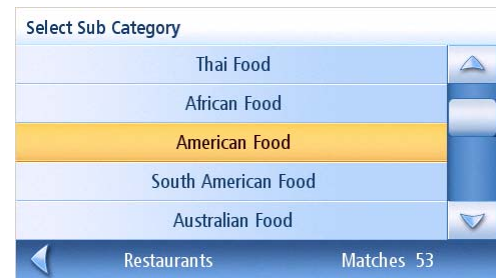 Select Sub Category
Thai Food
African Food
American Food
South American Food
Australian Food
Restaurants Matches 53